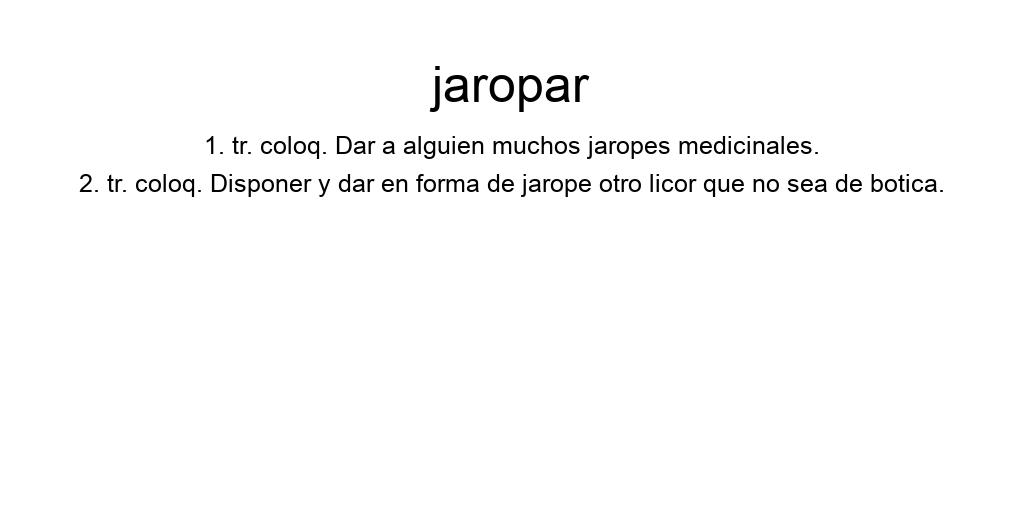 jaropar
1. tr. coloq. Dar a alguien muchos jaropes medicinales.
2. tr. coloq. Disponer y dar en forma de jarope otro licor que no sea de botica.